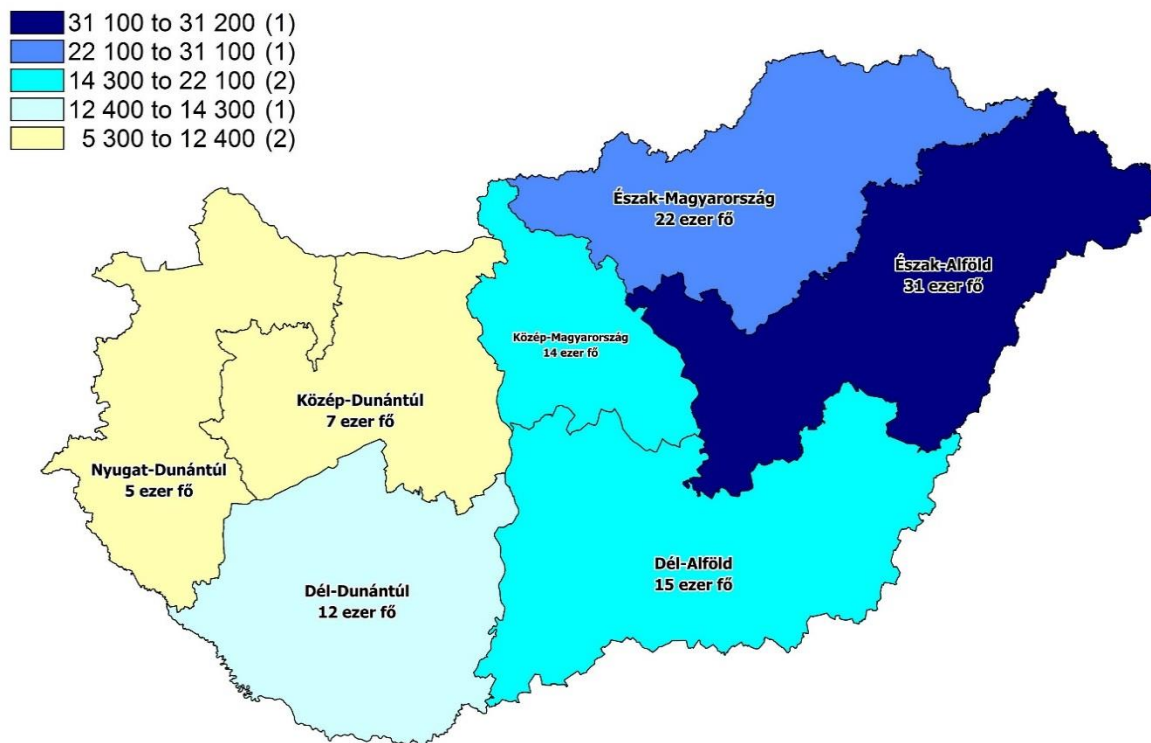 31 100 to 31 200 (1)
22 100 to 31 100 (1)
14 300 to 22 100 (2)
12 400 to 14 300 (1)
5 300 to 12 400 (2)
Észak-Magyarország
22 ezer fő
Észak-Alföld
31 ezer fő
Közép-Magyarország
14 ezer fő
Közép-Dunántúl
7 ezer fő
Nyugat-Dunántúl
5 ezer fő
Dél-Alföld
15 ezer fő
Dél-Dunántúl
12 ezer fő